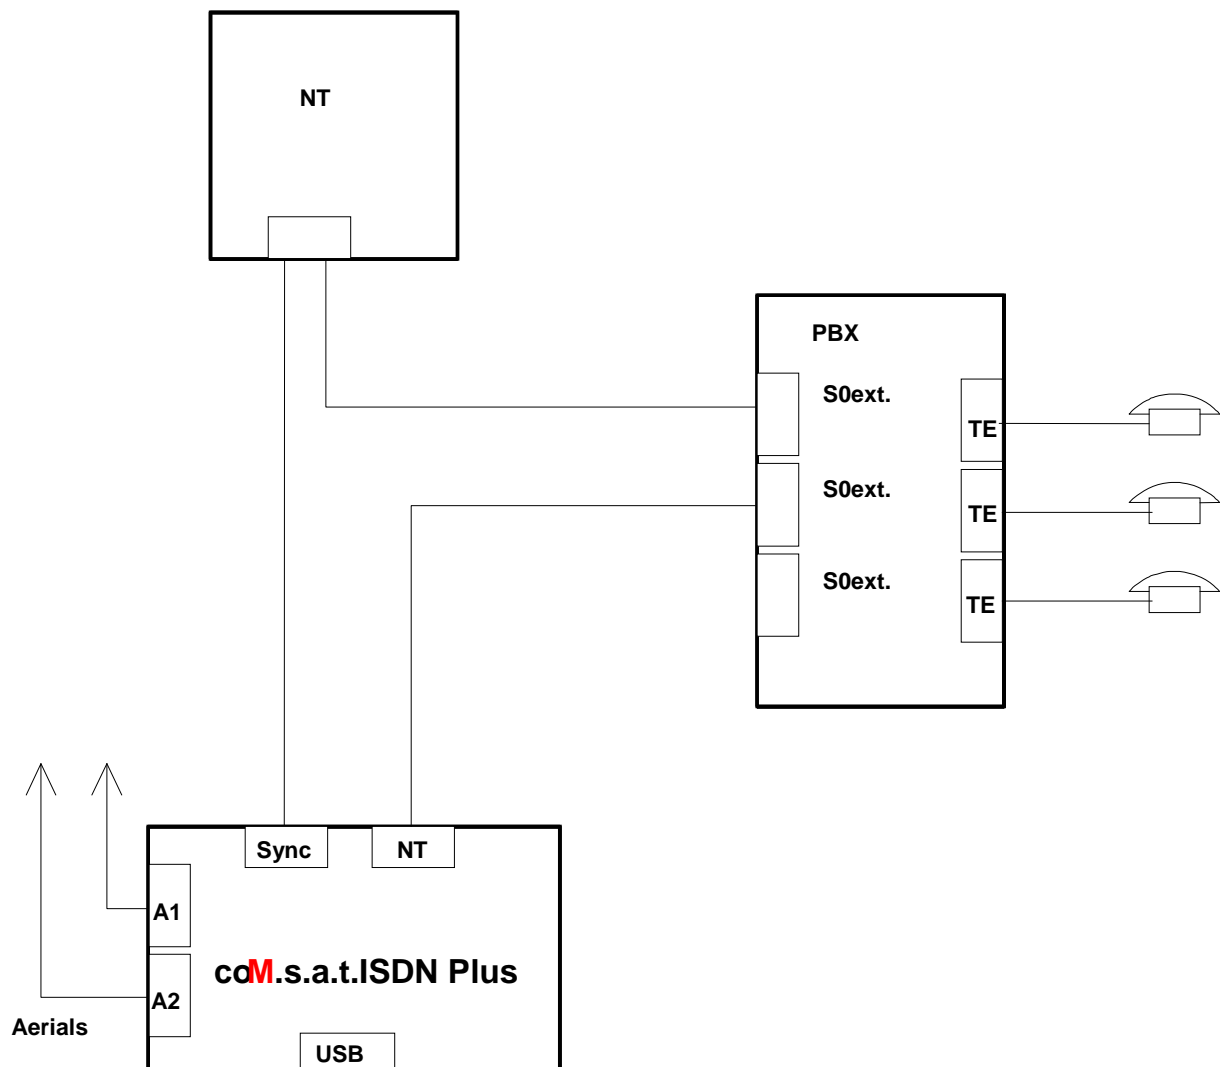 NT
PBX
S0ext.
TE
S0ext.
TE
S0ext.
TE
Sync
NT
A1
coM.s.a.t.ISDN Plus
A2
Aerials
USB